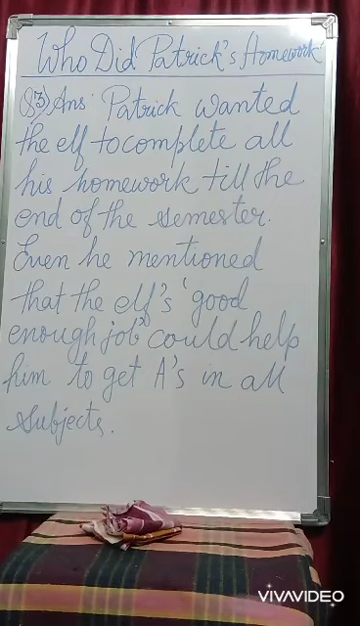 Who Did Patrick's Homework
Q3) Ans: Patrick wanted
the elf to complete all
his homework till the
end of the semester.
Even he mentioned
that the elf's 'good
enough job" could help
him to get A's in all
subjects.
VIVAVIDEO